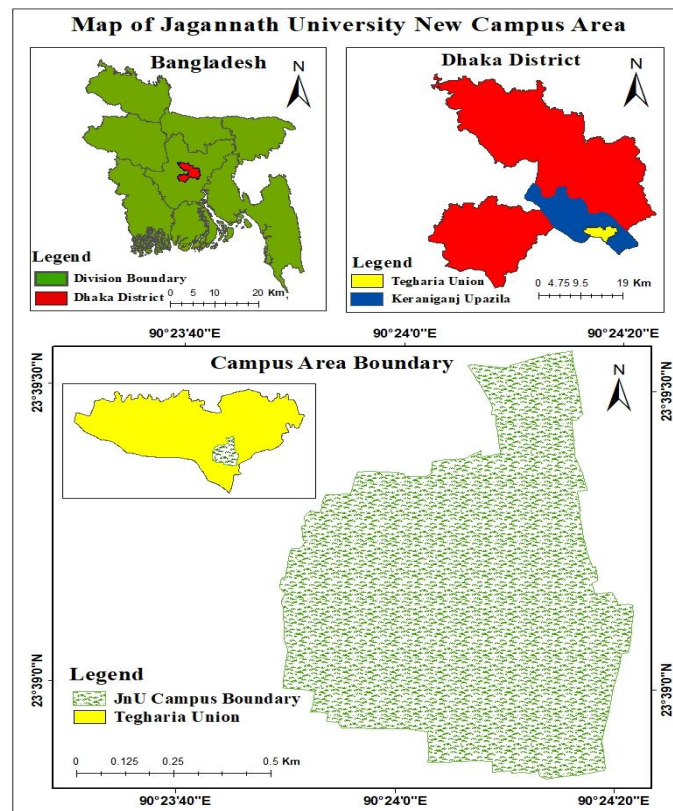 Map of Jagannath University New Campus Area
Bangladesh
N
Legend
Division Boundary
Dhaka District
0 5 10 20 Km
Dhaka District
N
Legend
Tegharia Union
Keraniganj Upazila
0 4.75 9.5 19 Km
90°23'40"E 90°24'0"E 90°24'20"E
Campus Area Boundary
N
23°39'30"N 23°39'30"N
23°39'0"N 23°39'0"N
Legend
JnU Campus Boundary
Tegharia Union
0 0.125 0.25 0.5 Km
90°23'40"E 90°24'0"E 90°24'20"E